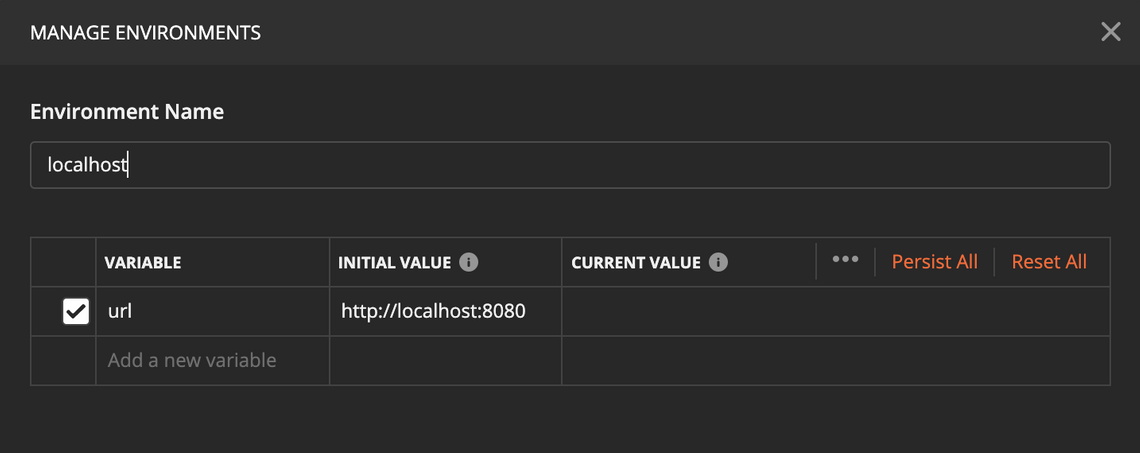 MANAGE ENVIRONMENTS
Environment Name
localhost
VARIABLE INITIAL VALUE CURRENT VALUE Persist All Reset All
url http://localhost:8080
Add a new variable